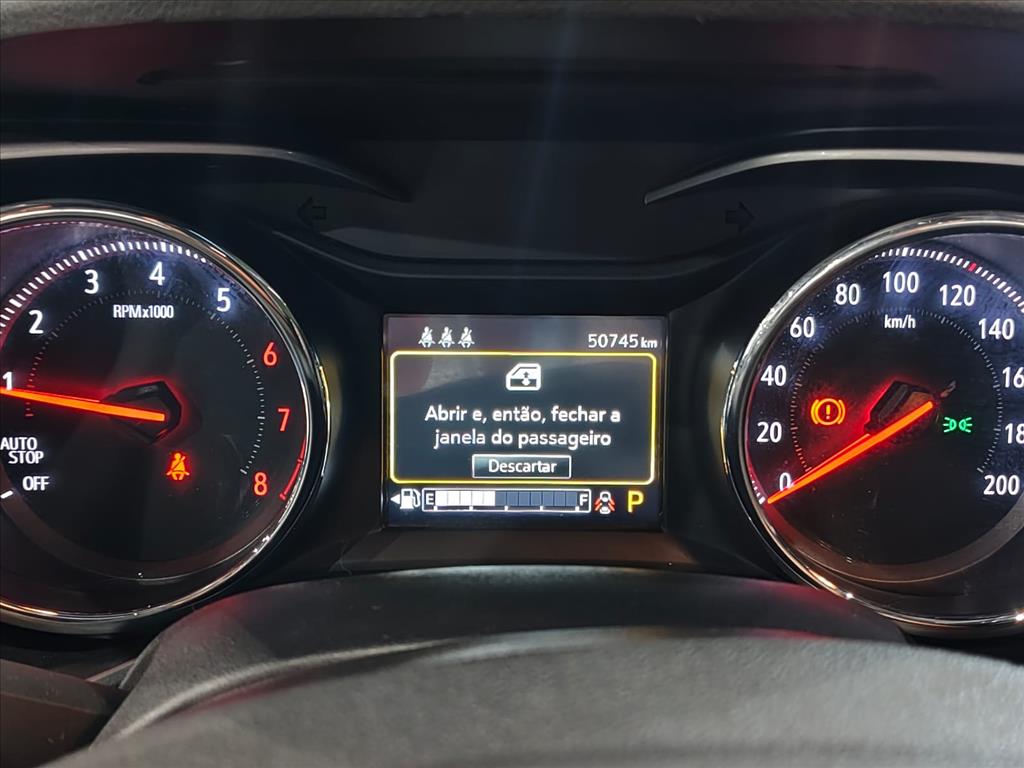 1
2
3
4
5
6
7
8
RPMx1000
AUTO
STOP
OFF
50745 km
Abrir e, então, fechar a
janela do passageiro
Descartar
E F
P
0
20
40
60
80
100
120
140
200
km/h